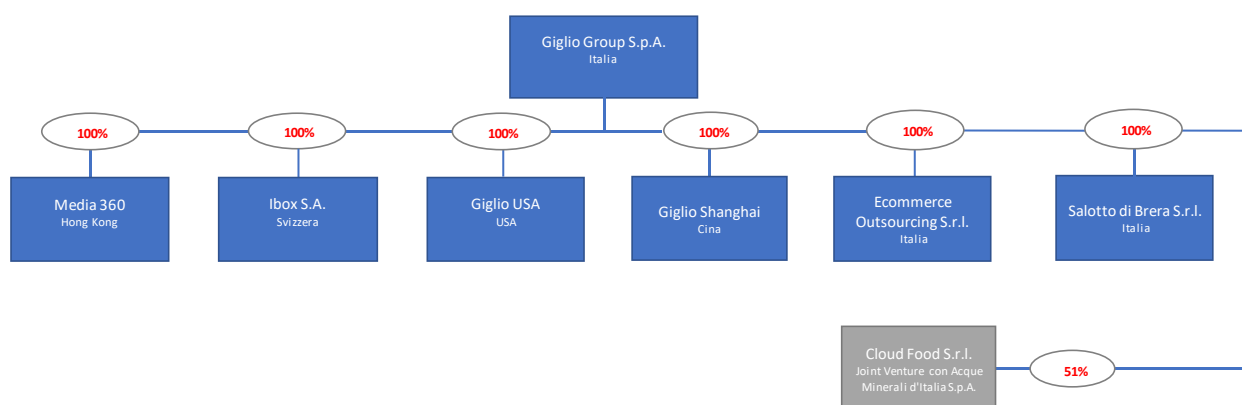 Giglio Group S.p.A.
Italia
100%
100%
100%
100%
100%
100%
Media 360
Hong Kong
Ibox S.A.
Svizzera
Giglio USA
USA
Giglio Shanghai
Cina
Ecommerce
Outsourcing S.r.l.
Italia
Salotto di Brera S.r.l.
Italia
Cloud Food S.r.l.
Joint Venture con Acque
Minerali d'Italia S.p.A.
51%